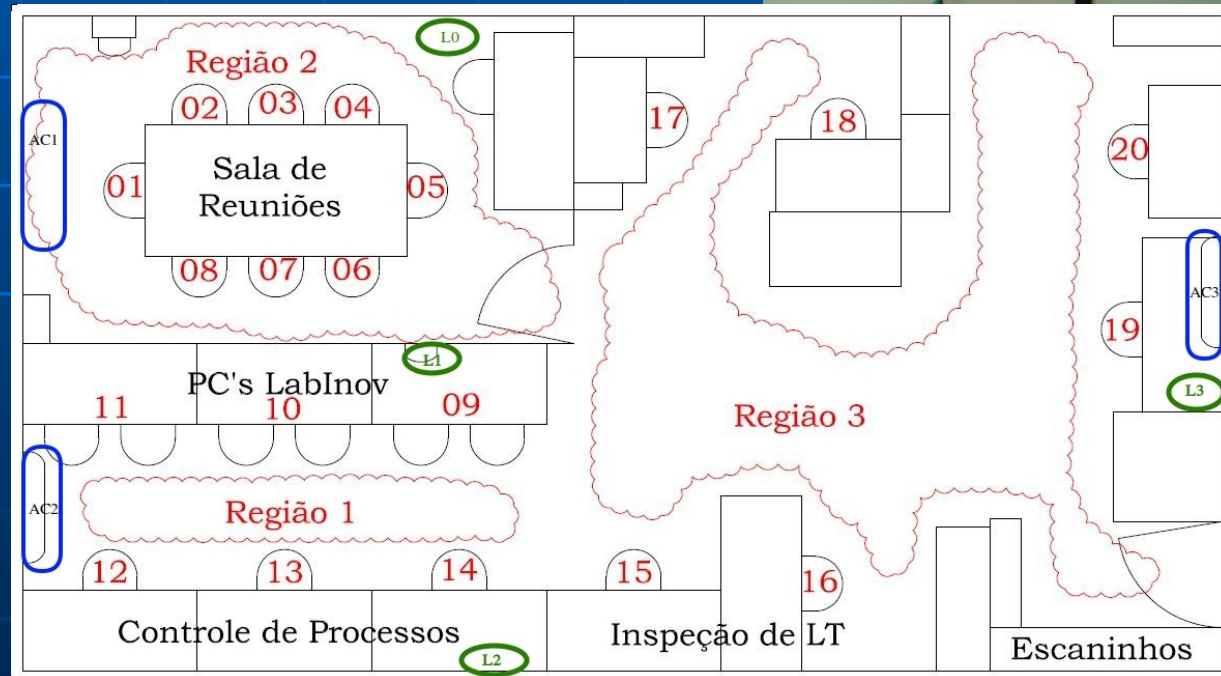 L0
Região 2
02 03 04
17
18
AC1
20
Sala de
Reuniões
01
05
08 07 06
AC3
19
L1
PC's LabInov
11 10 09
L3
Região 3
AC2
Região 1
12 13 14 15
16
Controle de Processos
Inspeção de LT
Escaninhos
L2